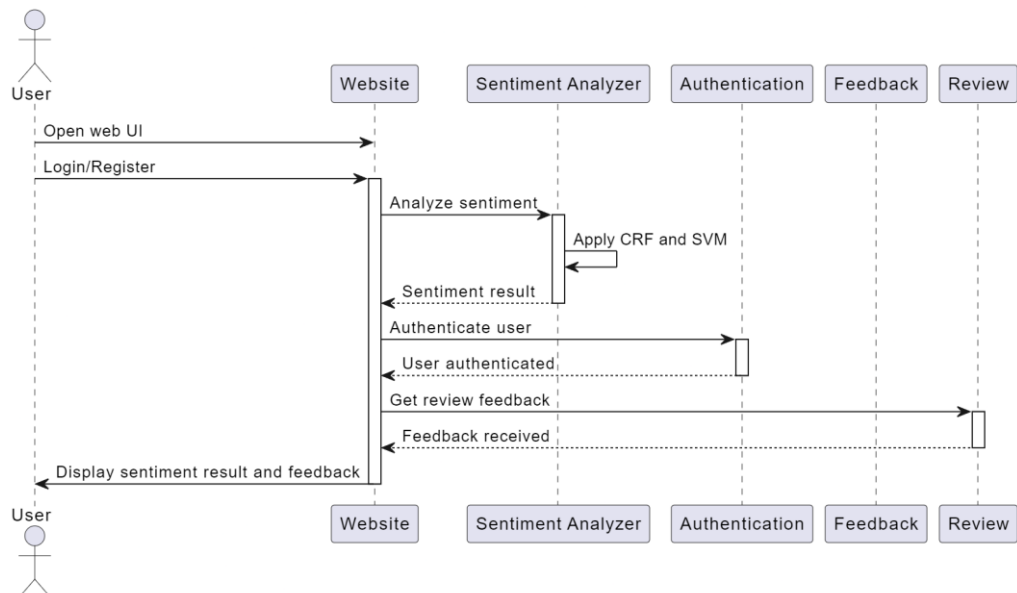 User
Website
Sentiment Analyzer
Authentication
Feedback
Review
Open web UI
Login/Register
Analyze sentiment
Apply CRF and SVM
Sentiment result
Authenticate user
User authenticated
Get review feedback
Feedback received
Display sentiment result and feedback
User
Website
Sentiment Analyzer
Authentication
Feedback
Review